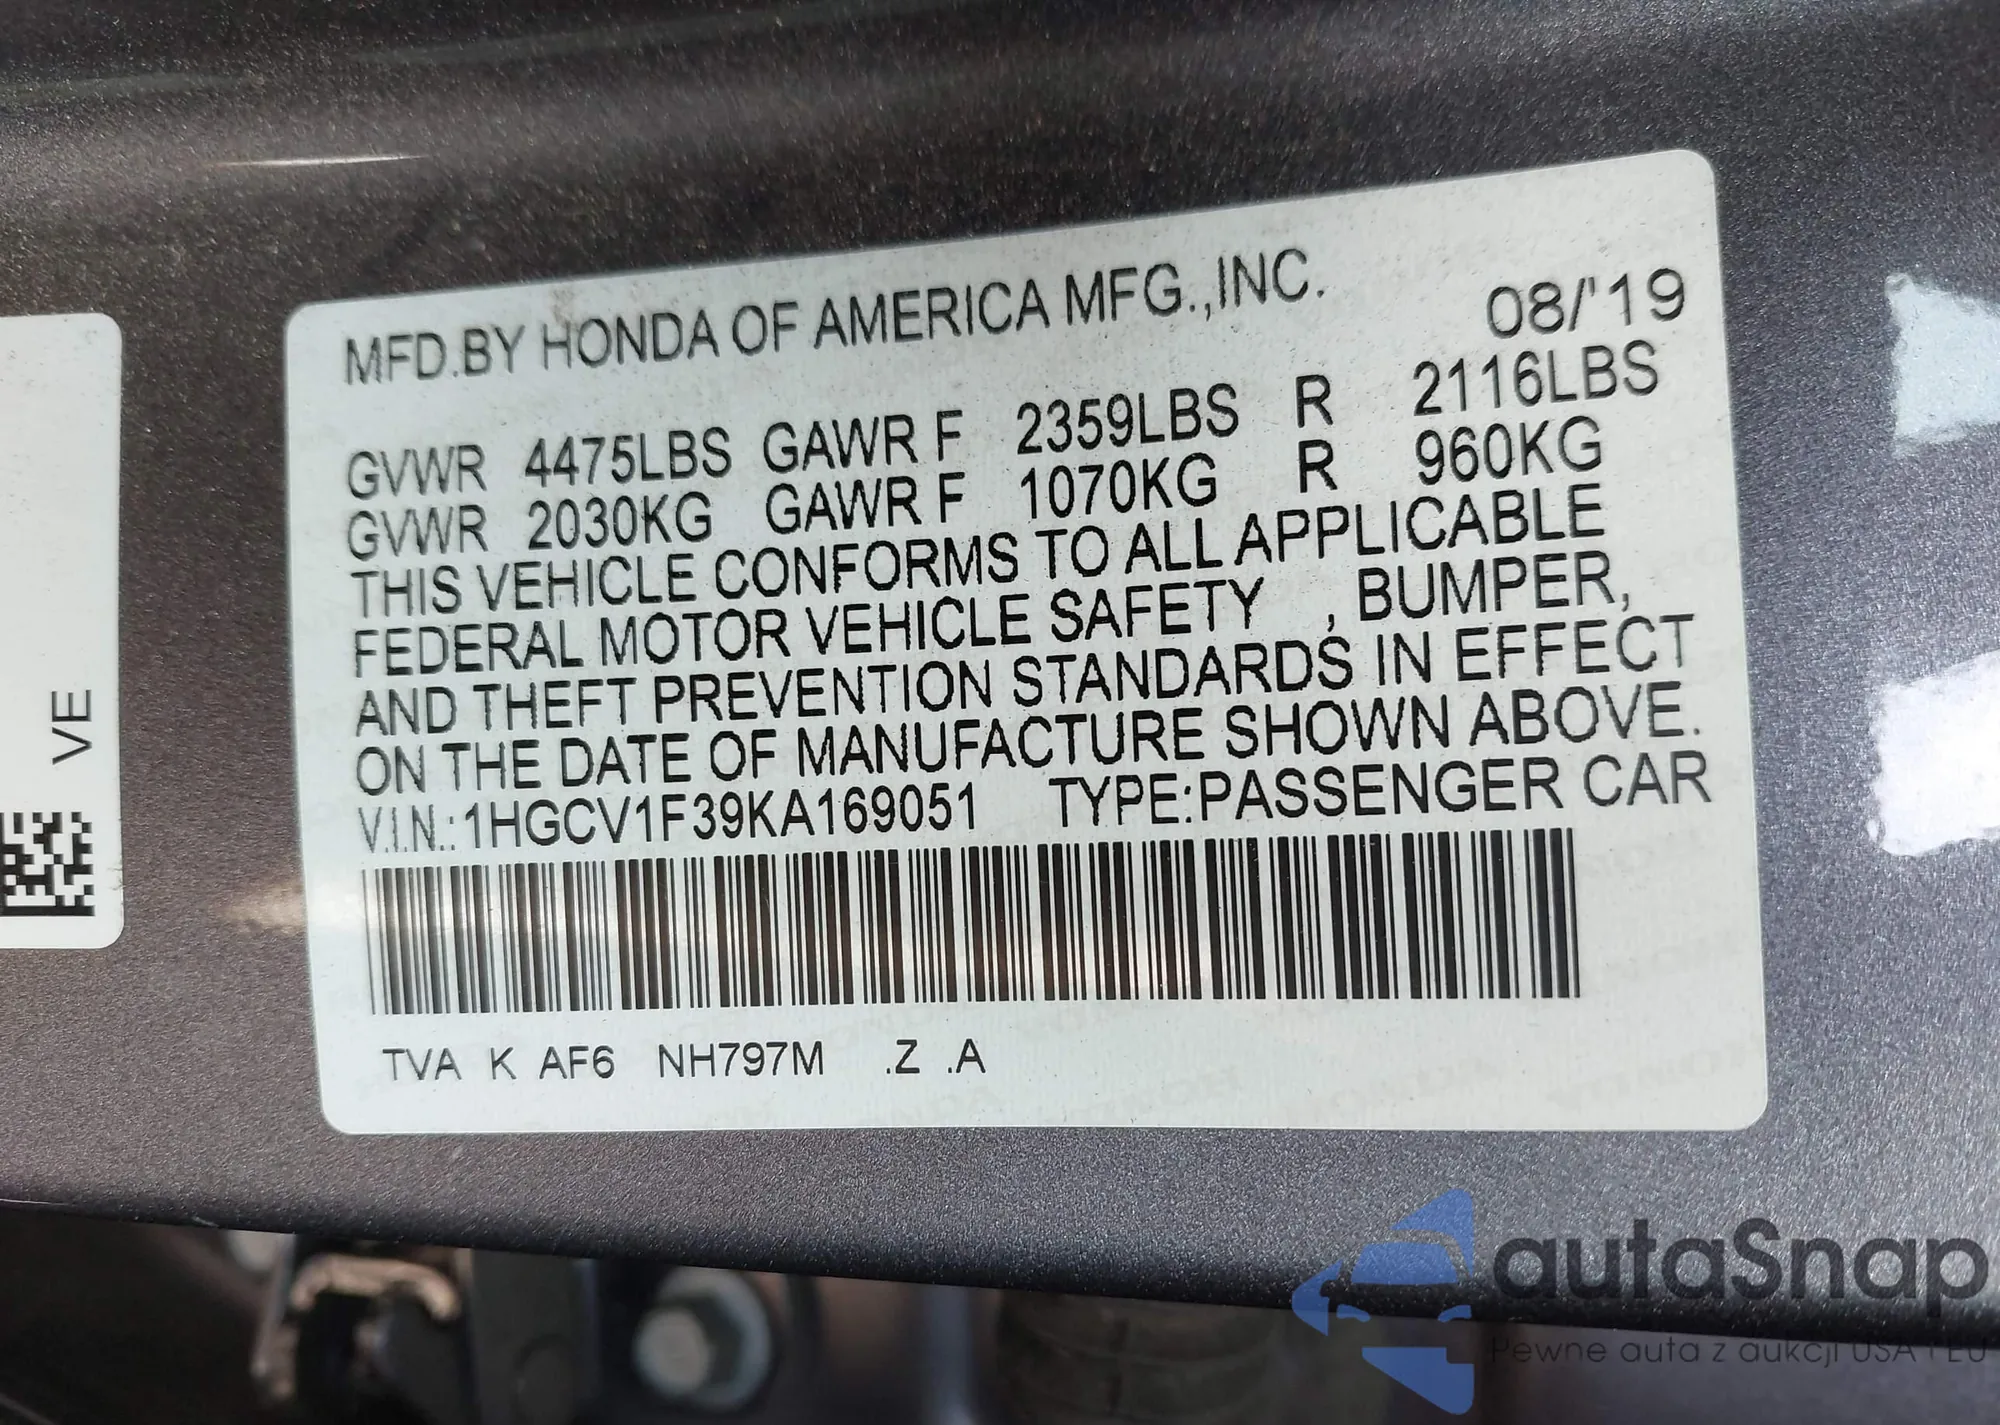 MFD.BY HONDA OF AMERICA MFG.,INC. 08/'19
GVWR 4475LBS GAWR F 2359LBS R 2116LBS
GVWR 2030KG GAWR F 1070KG R 960KG
THIS VEHICLE CONFORMS TO ALL APPLICABLE
FEDERAL MOTOR VEHICLE SAFETY , BUMPER,
AND THEFT PREVENTION STANDARDS IN EFFECT
ON THE DATE OF MANUFACTURE SHOWN ABOVE.
V.I.N.:1HGCV1F39KA169051 TYPE:PASSENGER CAR
TVA K AF6 NH797M .Z .A
VE
autaSnap
Pewne auta z aukcji USA i EU